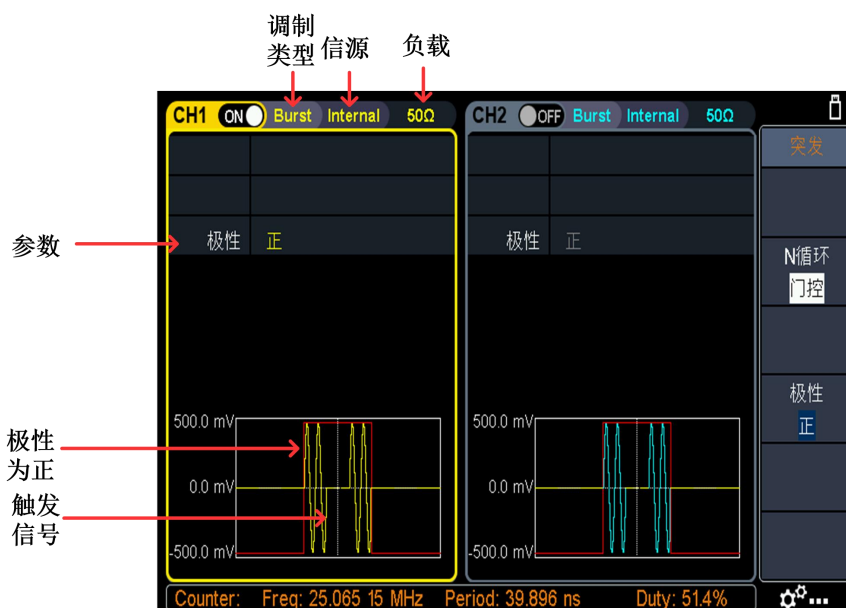 调制
类型
信源
负载
CH1 ON Burst Internal 50Ω
CH2 OFF Burst Internal 50Ω
突发
参数
极性 正
极性 正
N循环
门控
极性
正
500.0 mV
0.0 mV
-500.0 mV
500.0 mV
0.0 mV
-500.0 mV
极性
为正
触发
信号
Counter: Freq: 25.065 15 MHz Period: 39.896 ns Duty: 51.4%